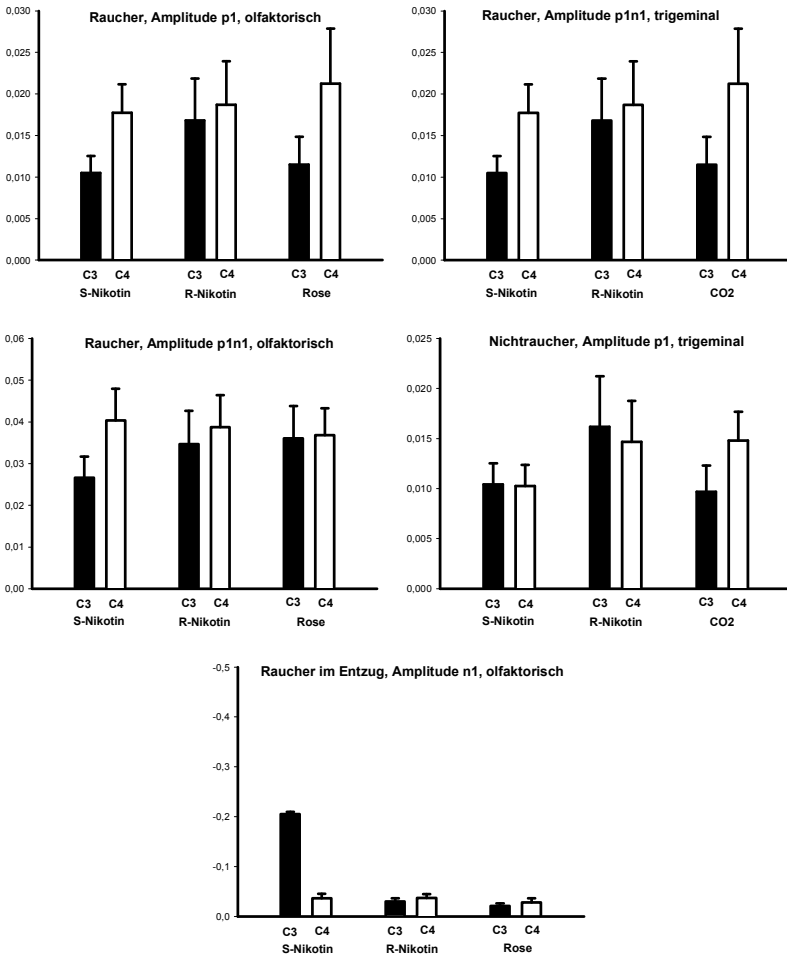 Raucher, Amplitude p1, olfaktorisch
0,030
0,025
0,020
0,015
0,010
0,005
0,000
C3 C4 C3 C4 C3 C4
S-Nikotin R-Nikotin Rose
Raucher, Amplitude p1n1, trigeminal
0,030
0,025
0,020
0,015
0,010
0,005
0,000
C3 C4 C3 C4 C3 C4
S-Nikotin R-Nikotin CO2
Raucher, Amplitude p1n1, olfaktorisch
0,06
0,05
0,04
0,03
0,02
0,01
0,00
C3 C4 C3 C4 C3 C4
S-Nikotin R-Nikotin Rose
Nichtraucher, Amplitude p1, trigeminal
0,025
0,020
0,015
0,010
0,005
0,000
C3 C4 C3 C4 C3 C4
S-Nikotin R-Nikotin CO2
Raucher im Entzug, Amplitude n1, olfaktorisch
-0,5
-0,4
-0,3
-0,2
-0,1
0,0
C3 C4 C3 C4 C3 C4
S-Nikotin R-Nikotin Rose